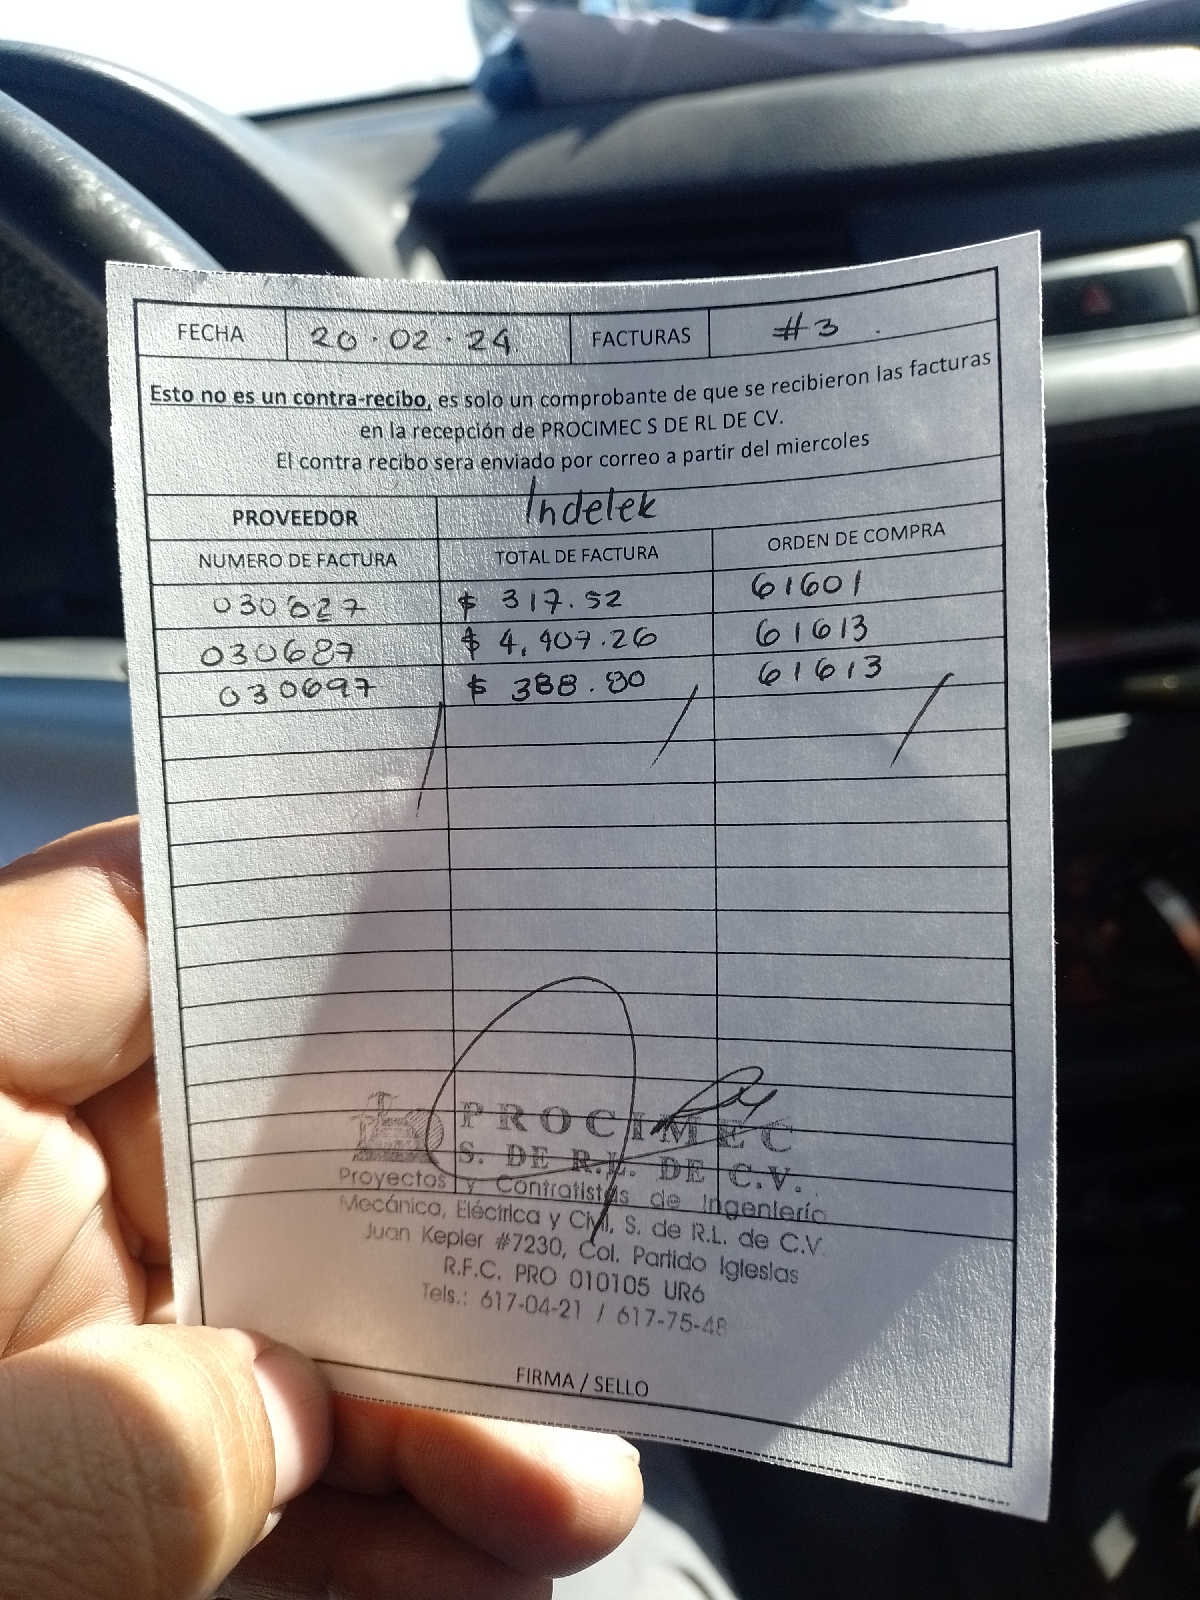 FECHA 20.02.24 FACTURAS #3
Esto no es un contra-recibo, es solo un comprobante de que se recibieron las facturas
en la recepción de PROCIMEC S DE RL DE CV.
El contra recibo sera enviado por correo a partir del miercoles
PROVEEDOR Indelek
NUMERO DE FACTURA TOTAL DE FACTURA ORDEN DE COMPRA
030627 $ 317.52 61601
030687 $ 4,407.26 61613
030697 $ 388.80 61613
PROCIMEC
S. DE R.L. DE C.V.
Proyectos y Contratistas de Ingeniería
Mecánica, Eléctrica y Civil, S. de R.L. de C.V.
Juan Kepler #7230, Col. Partido Iglesias
R.F.C. PRO 010105 UR6
Tels.: 617-04-21 / 617-75-48
FIRMA / SELLO